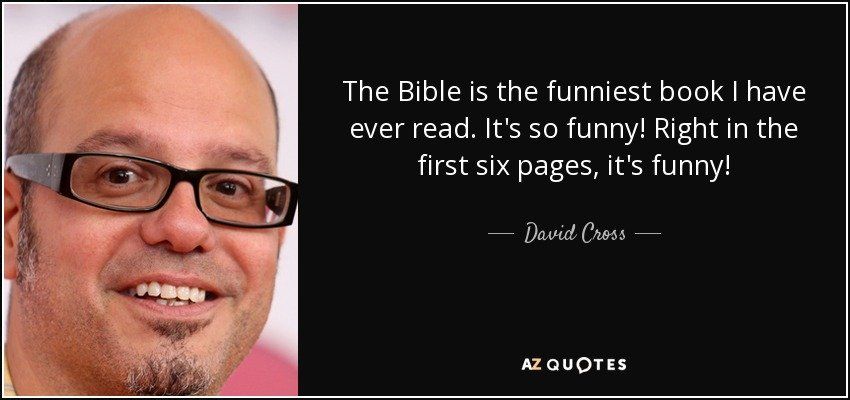 The Bible is the funniest book I have
ever read. It's so funny! Right in the
first six pages, it's funny!
David Cross
AZ QUOTES